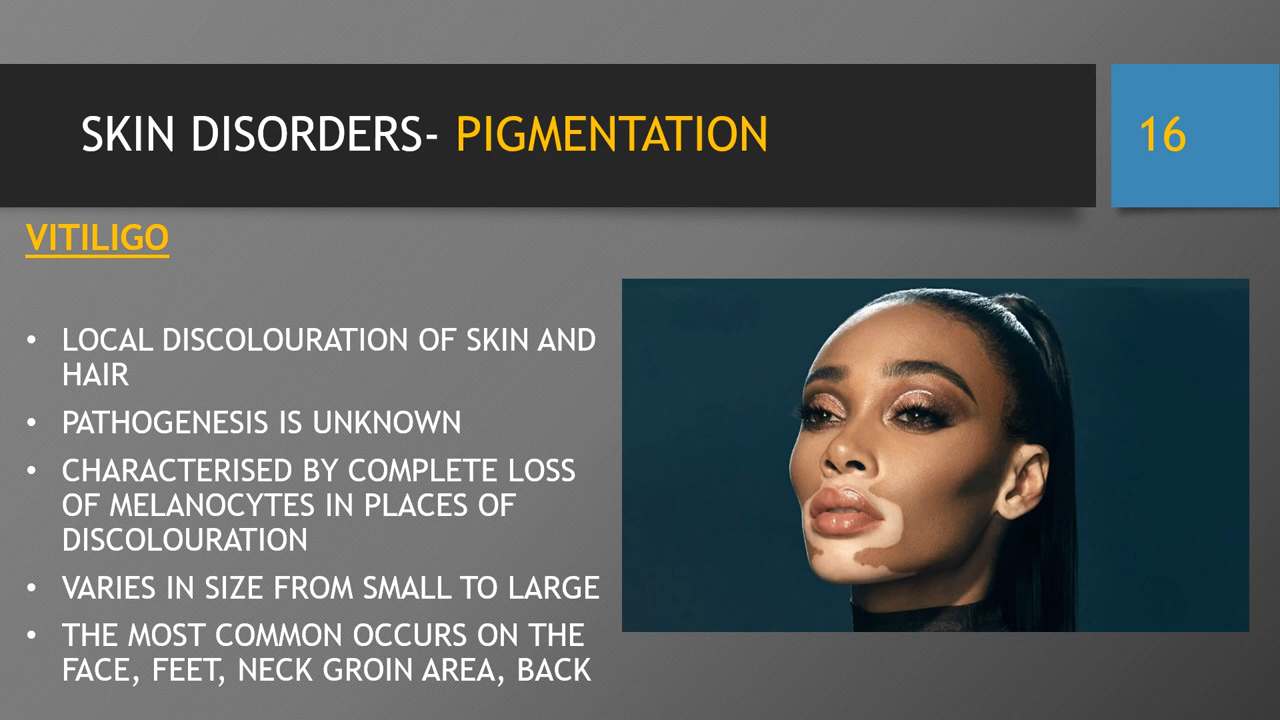 SKIN DISORDERS- PIGMENTATION
16
VITILIGO
• LOCAL DISCOLOURATION OF SKIN AND
HAIR
• PATHOGENESIS IS UNKNOWN
• CHARACTERISED BY COMPLETE LOSS
OF MELANOCYTES IN PLACES OF
DISCOLOURATION
• VARIES IN SIZE FROM SMALL TO LARGE
• THE MOST COMMON OCCURS ON THE
FACE, FEET, NECK GROIN AREA, BACK